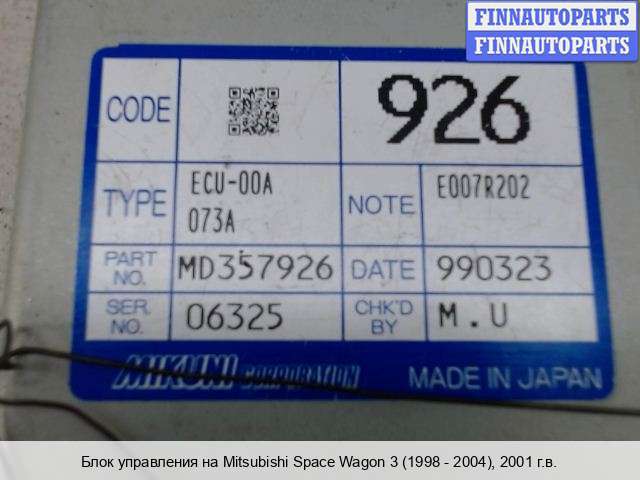 FINNAUTOPARTS
FINNAUTOPARTS
CODE 926
TYPE ECU-00A 073A NOTE E007R202
PART NO. MD357926 DATE 990323
SER. NO. 06325 CHK'D BY M.U
MIKUNI CORPORATION MADE IN JAPAN
Блок управления на Mitsubishi Space Wagon 3 (1998 - 2004), 2001 г.в.